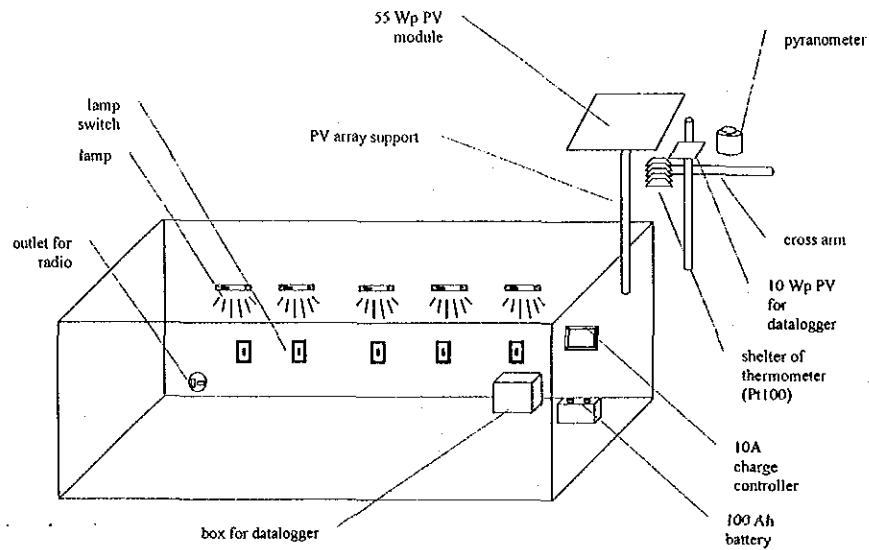 55 Wp PV
module
pyranometer
lamp
switch
PV array support
lamp
outlet for
radio
cross arm
10 Wp PV
for
datalogger
shelter of
thermometer
(Pt100)
10A
charge
controller
box for datalogger
100 Ah
battery